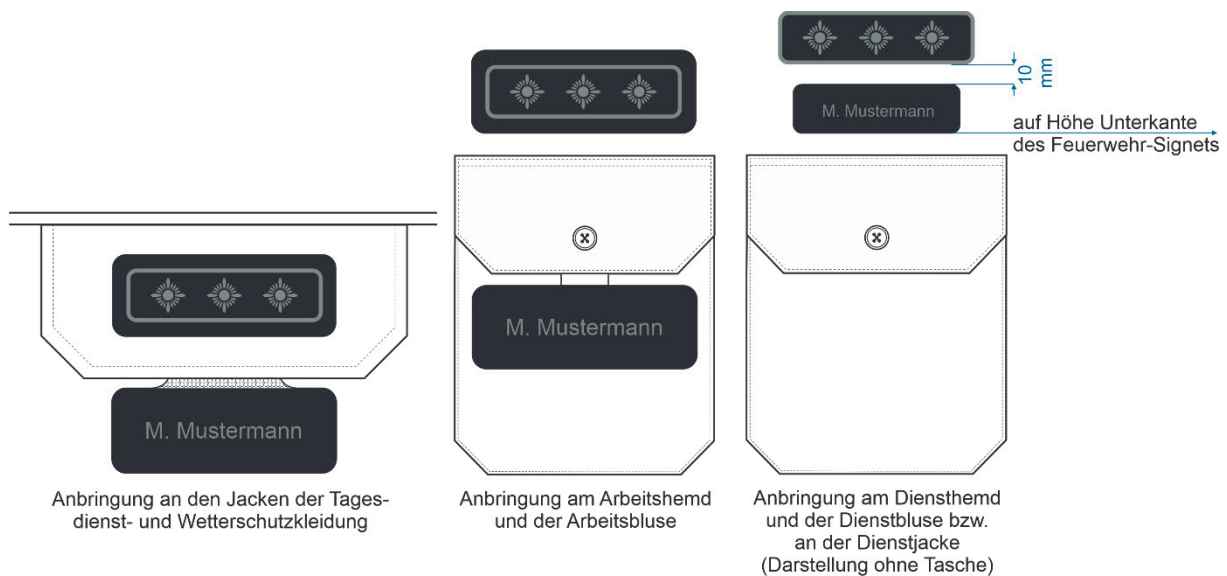 10
mm
M. Mustermann
auf Höhe Unterkante
des Feuerwehr-Signets
M. Mustermann
M. Mustermann
Anbringung an den Jacken der Tages-
dienst- und Wetterschutzkleidung
Anbringung am Arbeitshemd
und der Arbeitsbluse
Anbringung am Diensthemd
und der Dienstbluse bzw.
an der Dienstjacke
(Darstellung ohne Tasche)